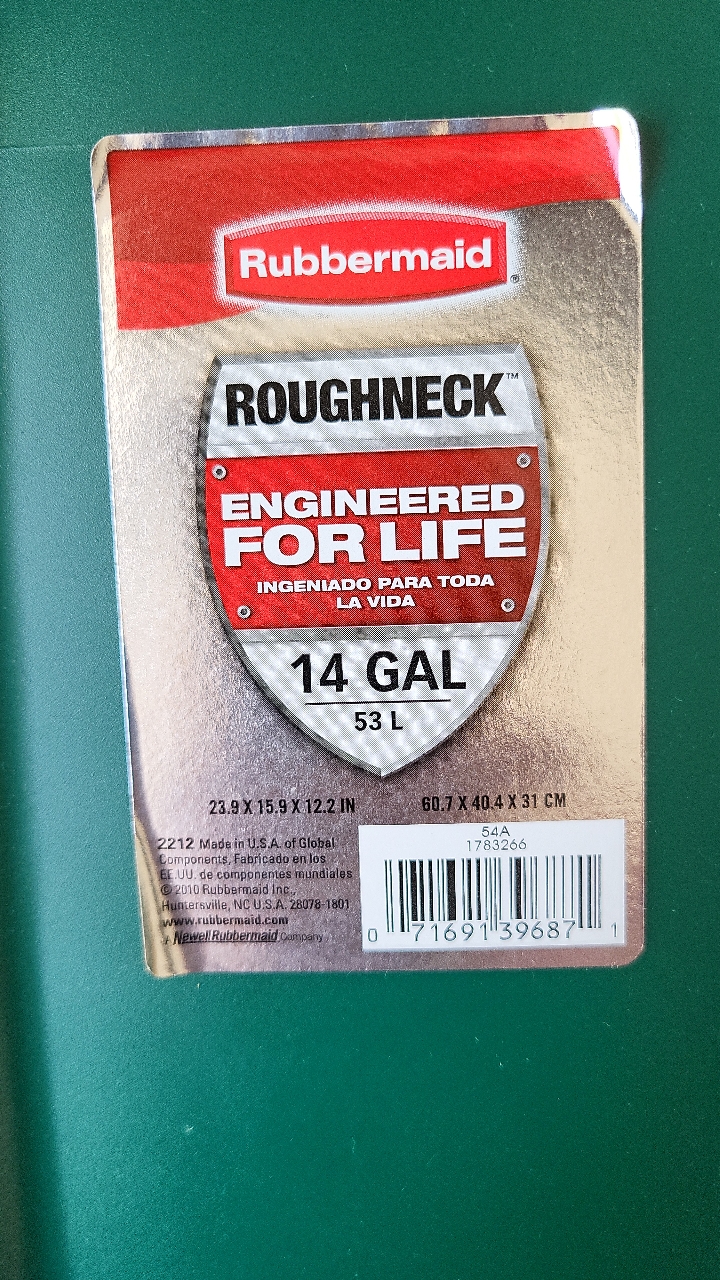 Rubbermaid®
ROUGHNECK™
ENGINEERED
FOR LIFE
INGENIADO PARA TODA
LA VIDA
14 GAL
53 L
23.9 X 15.9 X 12.2 IN
60.7 X 40.4 X 31 CM
2212 Made in U.S.A. of Global
Components, Fabricado en los
EE.UU. de componentes mundiales
© 2010 Rubbermaid Inc.,
Huntersville, NC U.S.A. 28078-1801
www.rubbermaid.com
A Newell Rubbermaid Company
54A
1783266
0 71691 39687 1